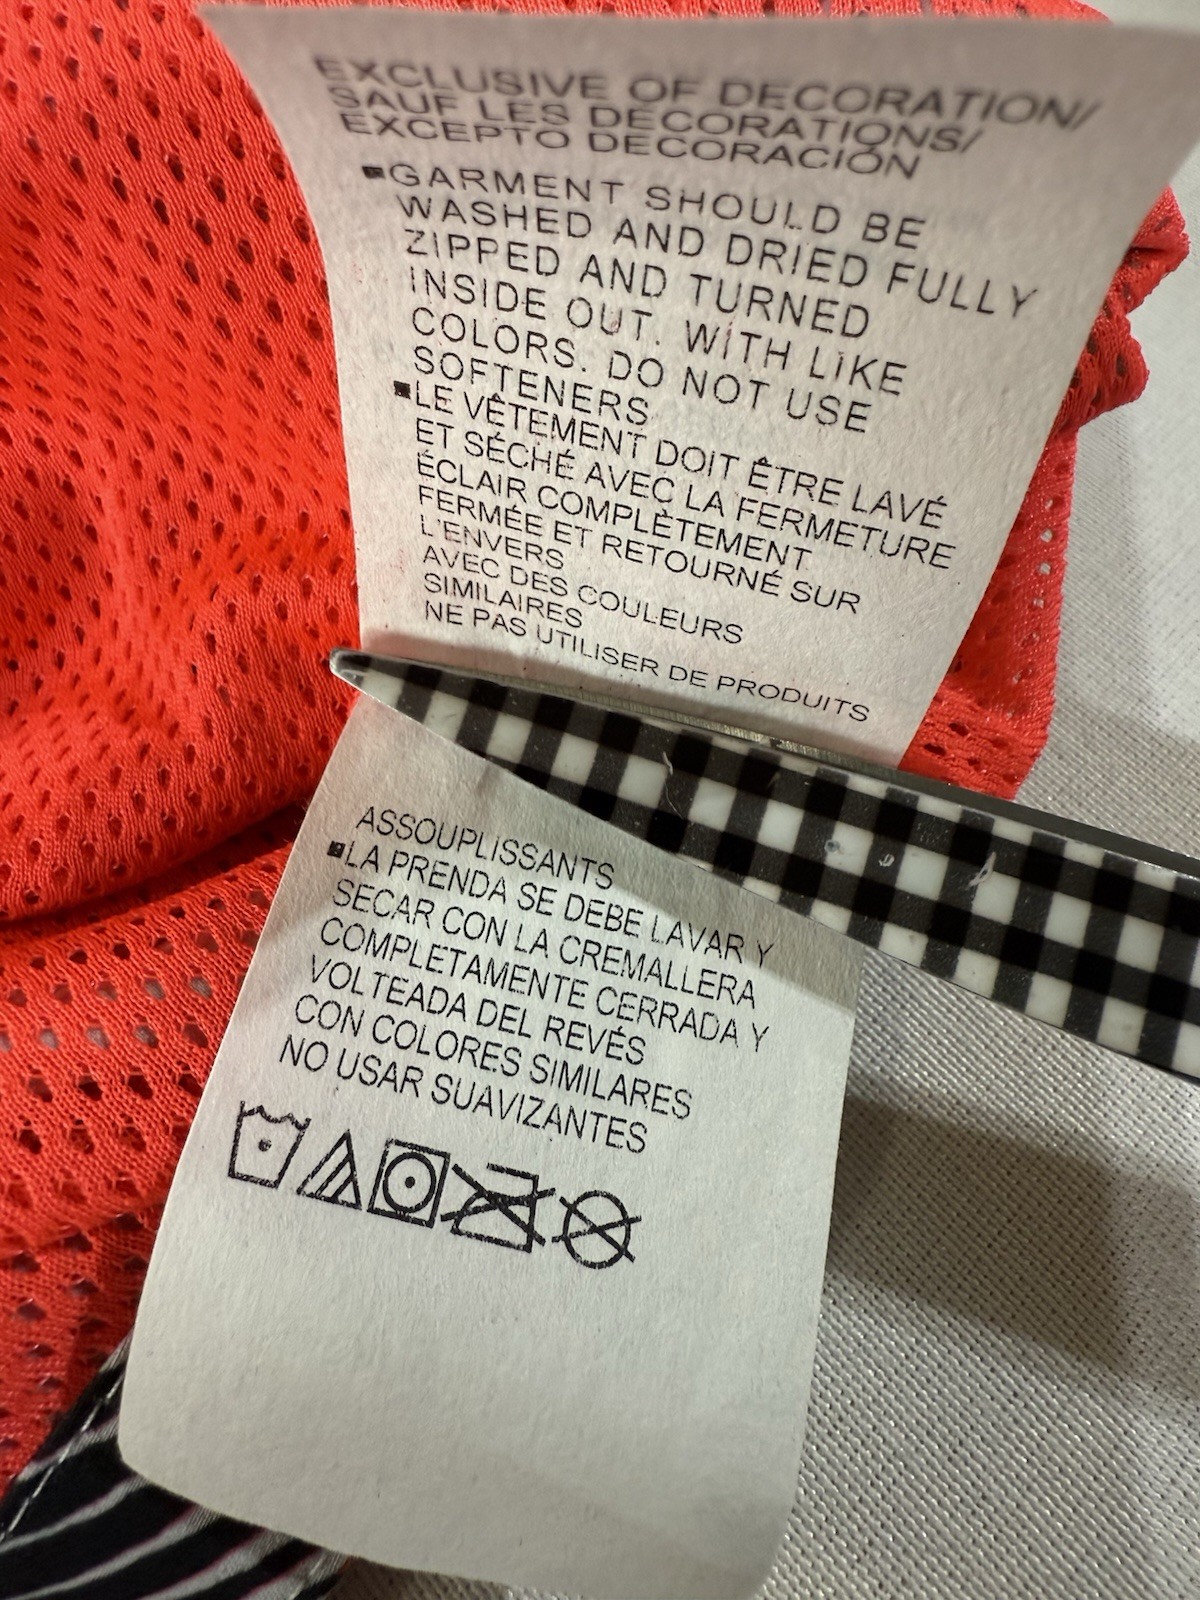 EXCLUSIVE OF DECORATION/
SAUF LES DÉCORATIONS/
EXCEPTO DECORACIÓN
▪GARMENT SHOULD BE
WASHED AND DRIED FULLY
ZIPPED AND TURNED
INSIDE OUT. WITH LIKE
COLORS. DO NOT USE
SOFTENERS
▪LE VÊTEMENT DOIT ÊTRE LAVÉ
ET SÉCHÉ AVEC LA FERMETURE
ÉCLAIR COMPLÈTEMENT
FERMÉE ET RETOURNÉ SUR
L'ENVERS
AVEC DES COULEURS
SIMILAIRES
NE PAS UTILISER DE PRODUITS
ASSOUPLISSANTS
▪LA PRENDA SE DEBE LAVAR Y
SECAR CON LA CREMALLERA
COMPLETAMENTE CERRADA Y
VOLTEADA DEL REVÉS
CON COLORES SIMILARES
NO USAR SUAVIZANTES